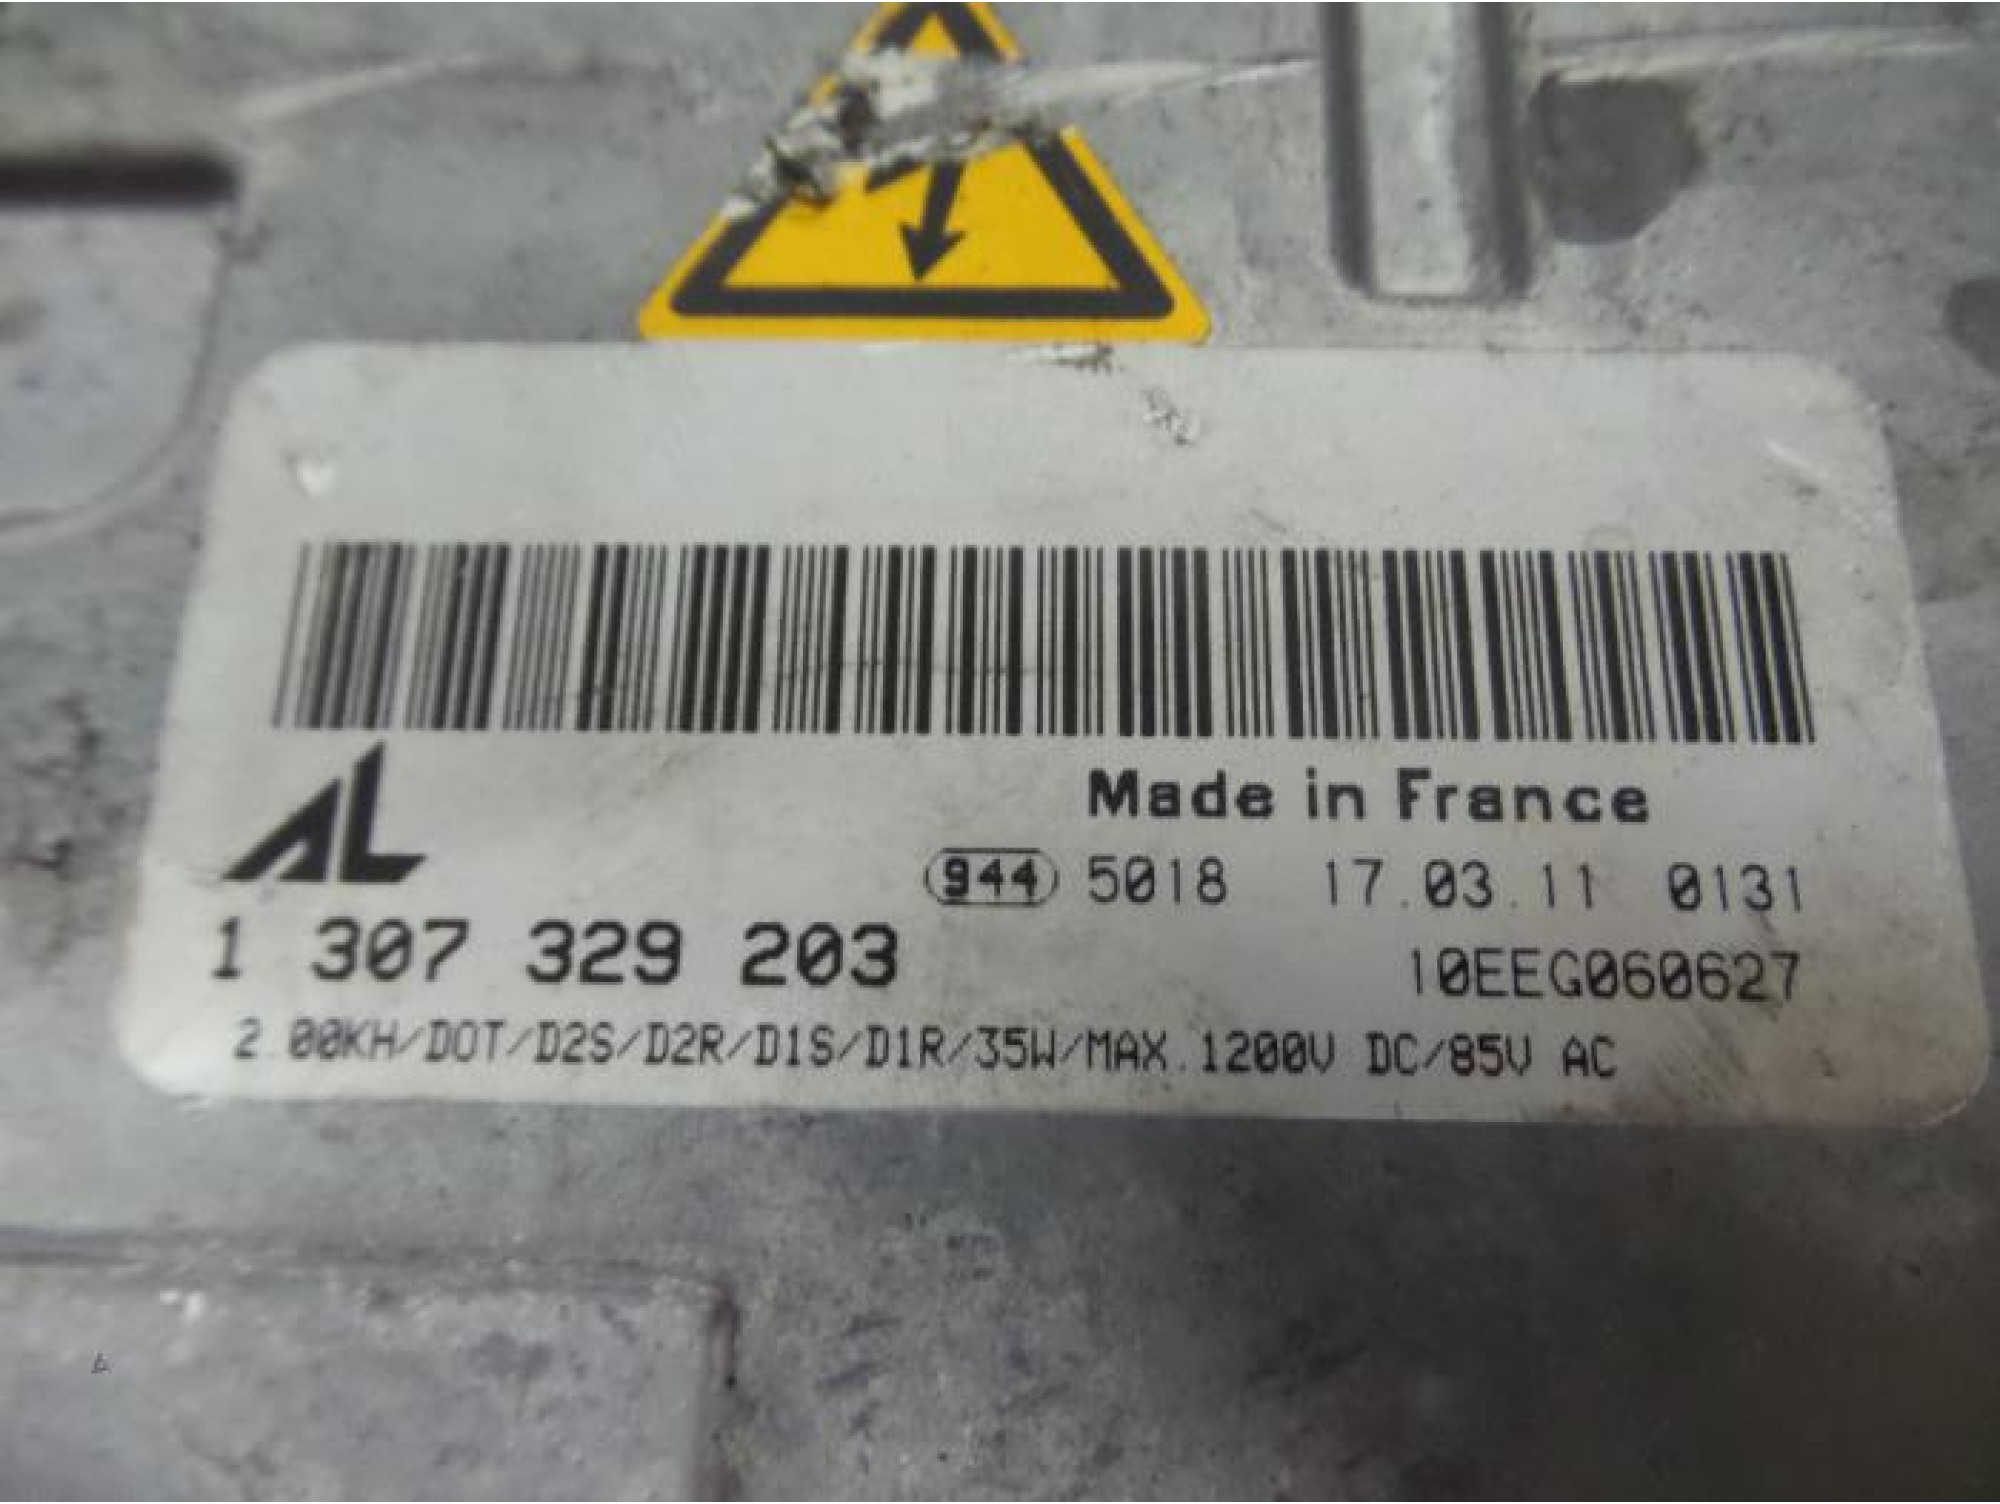 Made in France
AL
944 5018 17.03.11 0131
1 307 329 203
10EEG060627
2.00KH/DOT/D2S/D2R/D1S/D1R/35W/MAX.1200V DC/85V AC